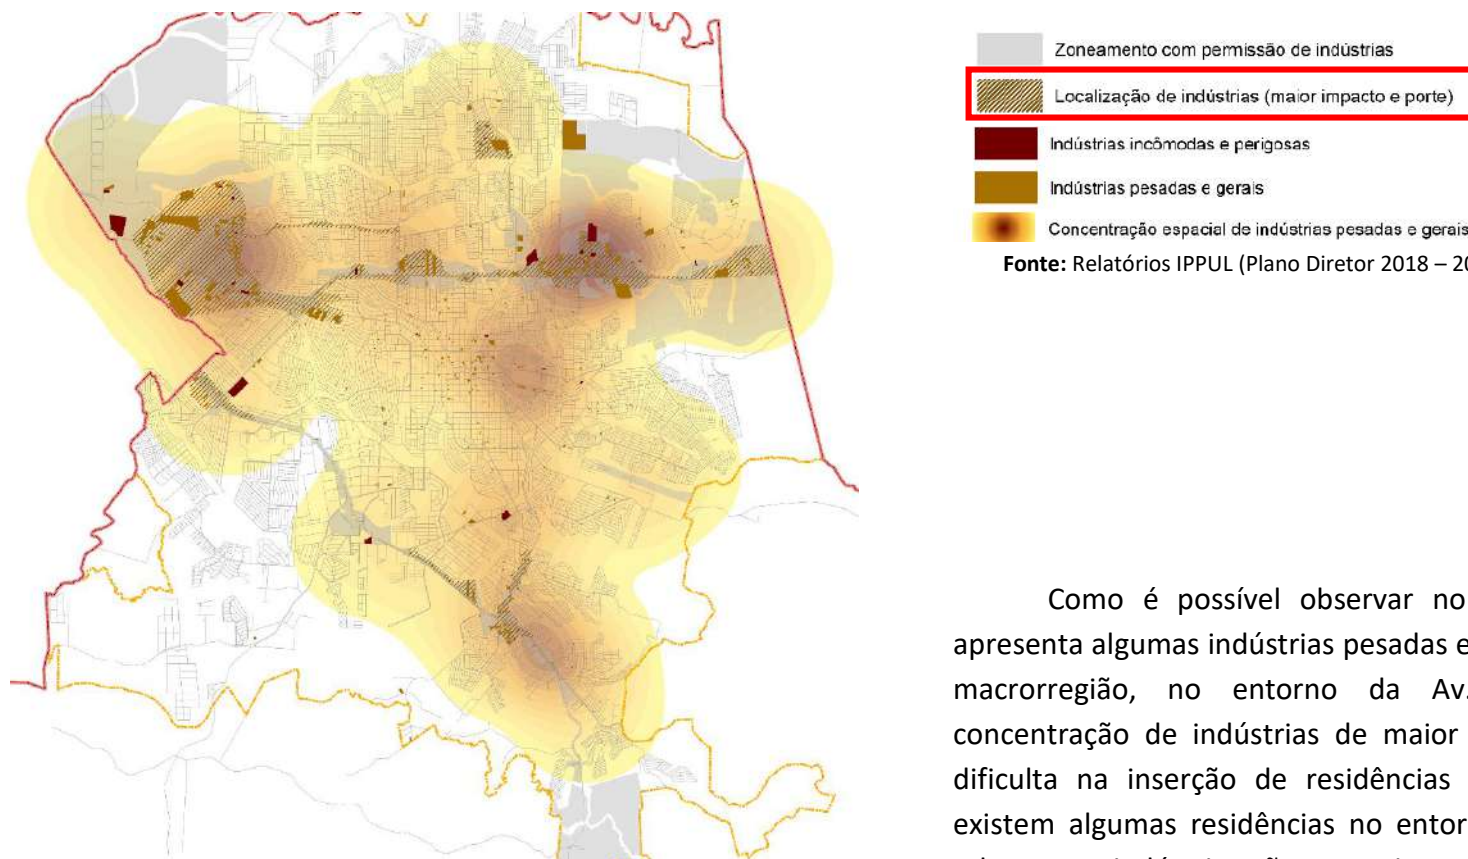 Zoneamento com permissão de indústrias
Localização de indústrias (maior impacto e porte)
Indústrias incômodas e perigosas
Indústrias pesadas e gerais
Concentração espacial de indústrias pesadas e gerais
Fonte: Relatórios IPPUL (Plano Diretor 2018 – 20
Como é possível observar no
apresenta algumas indústrias pesadas e
macrorregião, no entorno da Av.
concentração de indústrias de maior
dificulta na inserção de residências
existem algumas residências no entor